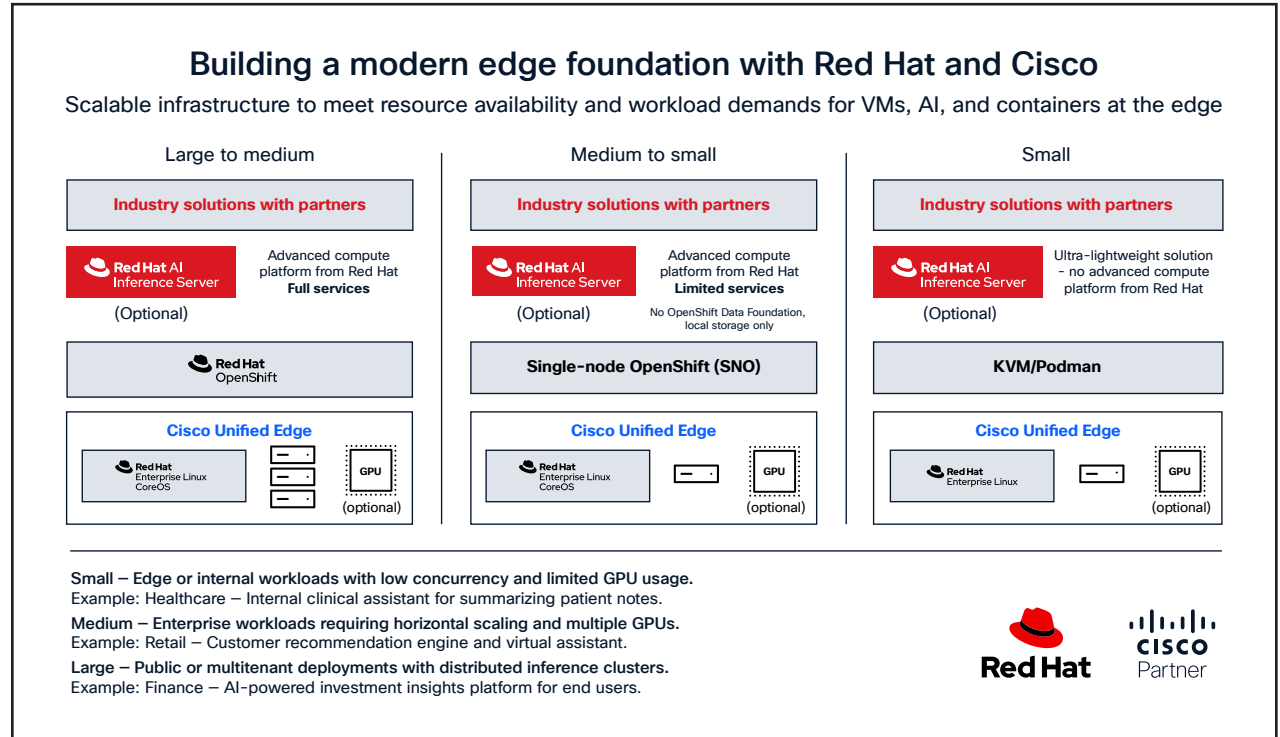 Building a modern edge foundation with Red Hat and Cisco
Scalable infrastructure to meet resource availability and workload demands for VMs, AI, and containers at the edge
Large to medium
Industry solutions with partners
Red Hat AI
Inference Server
(Optional)
Advanced compute
platform from Red Hat
Full services
Red Hat
OpenShift
Cisco Unified Edge
Red Hat
Enterprise Linux
CoreOS
GPU
(optional)
Medium to small
Industry solutions with partners
Red Hat AI
Inference Server
(Optional)
Advanced compute
platform from Red Hat
Limited services
No OpenShift Data Foundation,
local storage only
Single-node OpenShift (SNO)
Cisco Unified Edge
Red Hat
Enterprise Linux
CoreOS
GPU
(optional)
Small
Industry solutions with partners
Red Hat AI
Inference Server
(Optional)
Ultra-lightweight solution
- no advanced compute
platform from Red Hat
KVM/Podman
Cisco Unified Edge
Red Hat
Enterprise Linux
GPU
(optional)
Small – Edge or internal workloads with low concurrency and limited GPU usage.
Example: Healthcare – Internal clinical assistant for summarizing patient notes.
Medium – Enterprise workloads requiring horizontal scaling and multiple GPUs.
Example: Retail – Customer recommendation engine and virtual assistant.
Large – Public or multitenant deployments with distributed inference clusters.
Example: Finance – AI-powered investment insights platform for end users.
Red Hat
CISCO
Partner